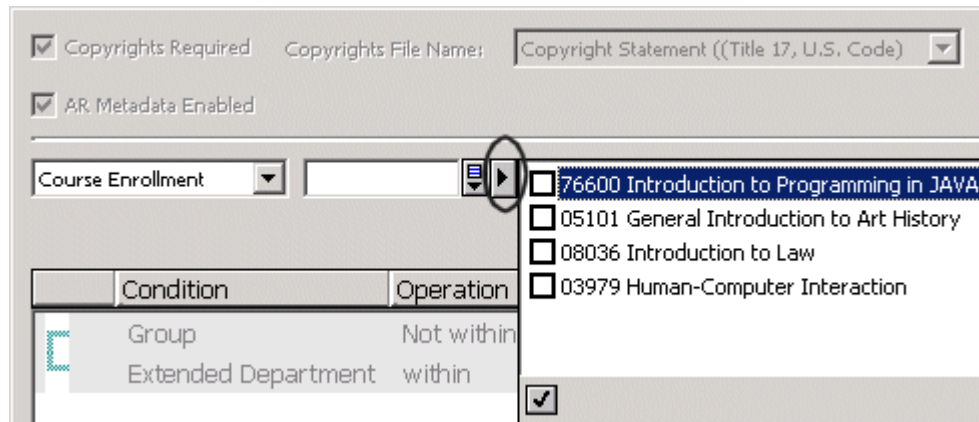 Copyrights Required Copyrights File Name: Copyright Statement ((Title 17, U.S. Code)
AR Metadata Enabled
Course Enrollment
76600 Introduction to Programming in JAVA
05101 General Introduction to Art History
08036 Introduction to Law
03979 Human-Computer Interaction
Condition Operation
Group Not within
Extended Department within